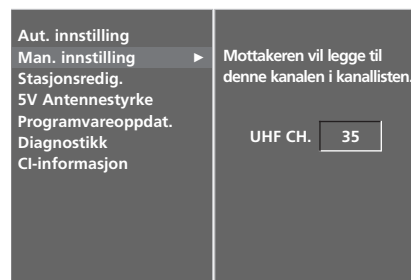 Aut. innstilling
Man. innstilling ►
Stasjonsredig.
5V Antennestyrke
Programvareoppdat.
Diagnostikk
CI-informasjon
Mottakeren vil legge til
denne kanalen i kanallisten.
UHF CH. 35